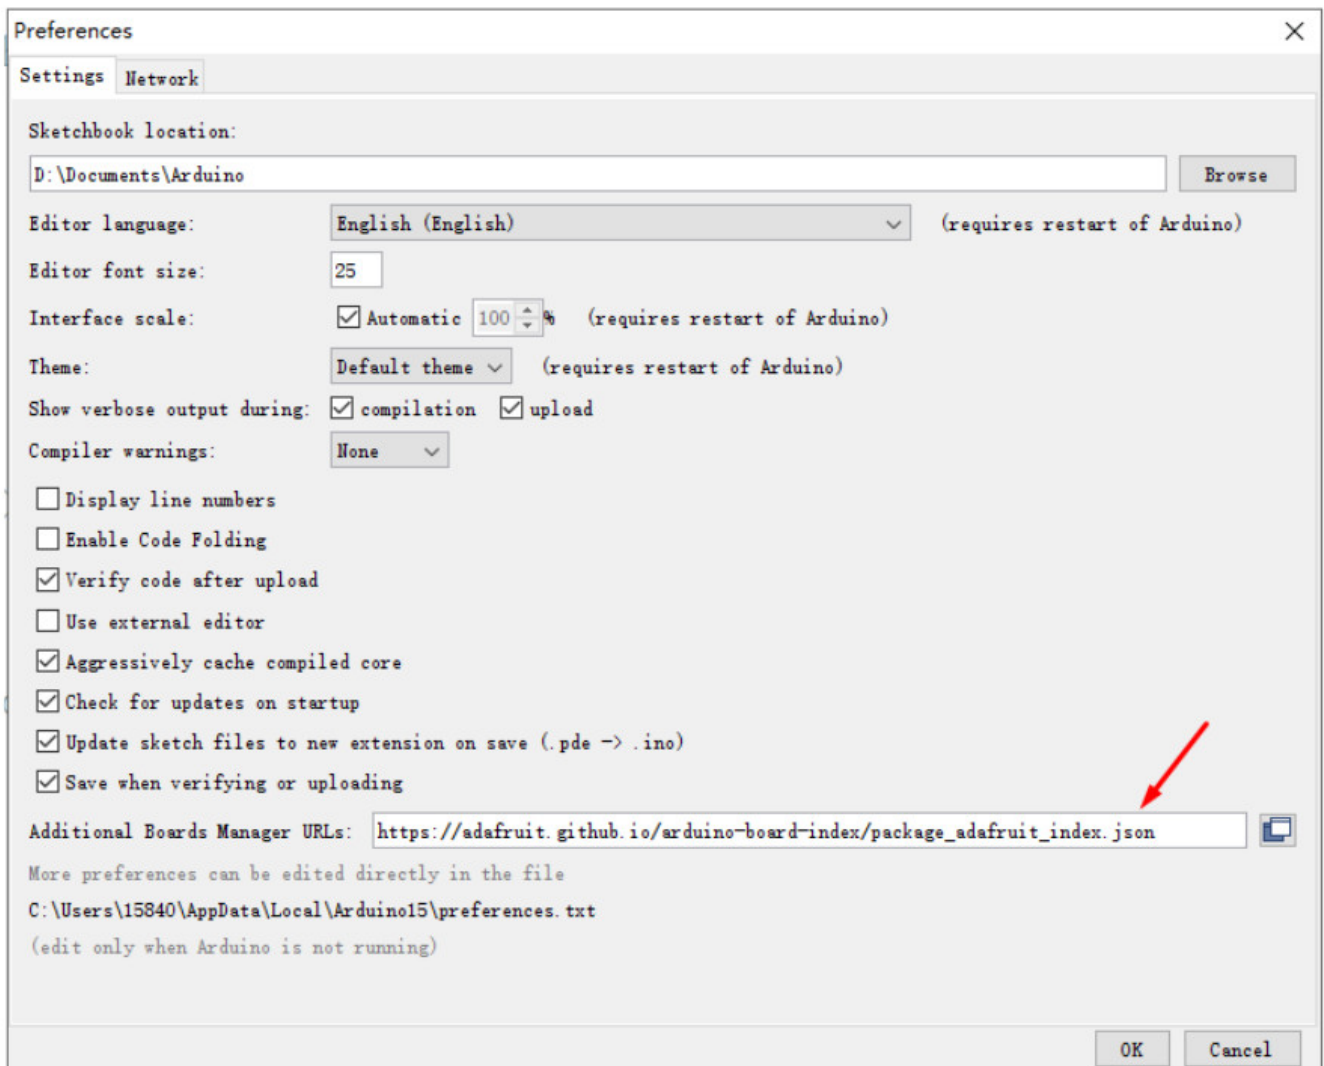 Preferences
Settings Network
Sketchbook location:
D:\Documents\Arduino Browse
Editor language: English (English) (requires restart of Arduino)
Editor font size: 25
Interface scale: Automatic 100 % (requires restart of Arduino)
Theme: Default theme (requires restart of Arduino)
Show verbose output during: compilation upload
Compiler warnings: None
Display line numbers
Enable Code Folding
Verify code after upload
Use external editor
Aggressively cache compiled core
Check for updates on startup
Update sketch files to new extension on save (.pde -> .ino)
Save when verifying or uploading
Additional Boards Manager URLs: https://adafruit.github.io/arduino-board-index/package_adafruit_index.json
More preferences can be edited directly in the file
C:\Users\15840\AppData\Local\Arduino15\preferences.txt
(edit only when Arduino is not running)
OK Cancel